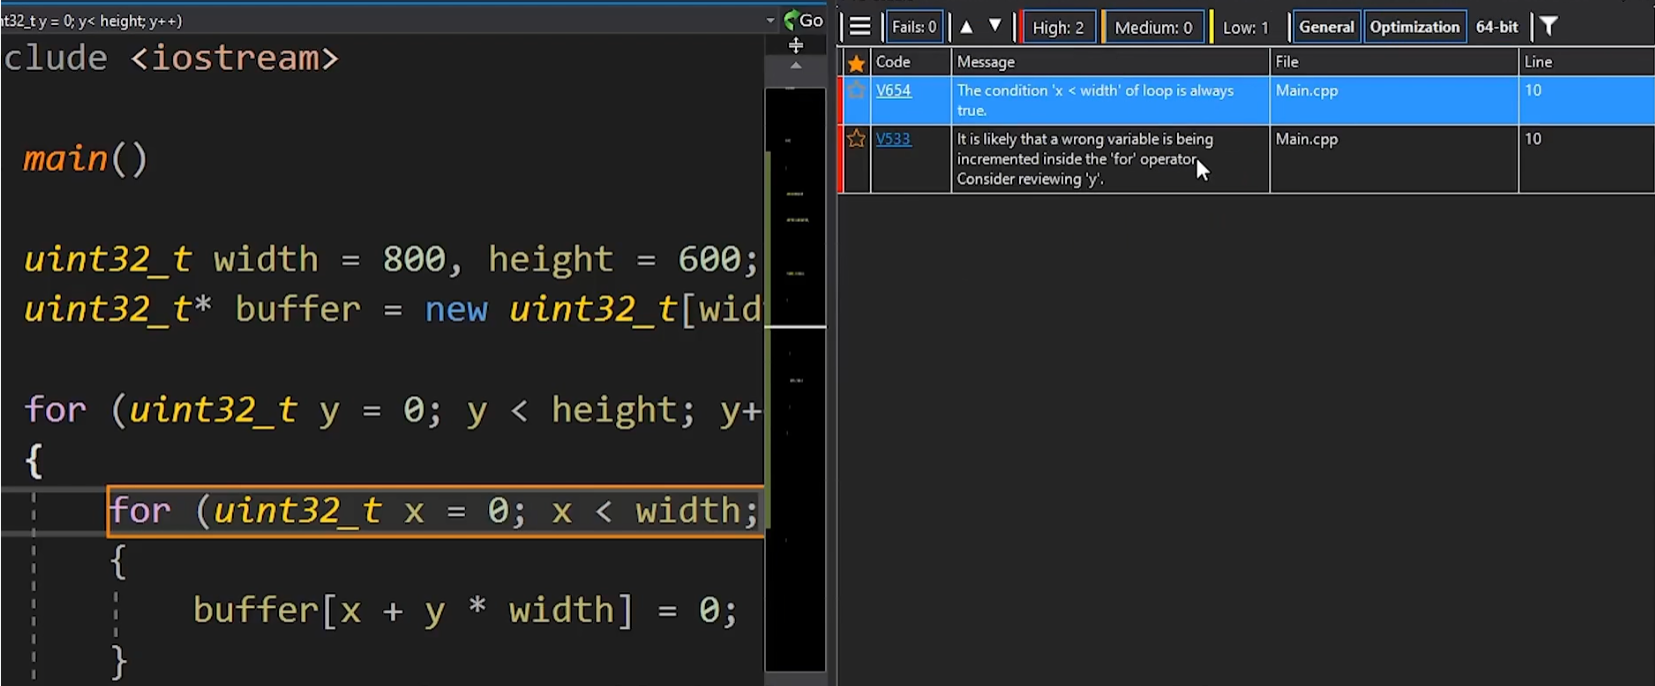 nt32_t y = 0; y< height; y++)
Go
clude <iostream>
main()
uint32_t width = 800, height = 600;
uint32_t* buffer = new uint32_t[wid
for (uint32_t y = 0; y < height; y+
{
for (uint32_t x = 0; x < width;
{
buffer[x + y * width] = 0;
}
Fails: 0
High: 2
Medium: 0
Low: 1
General
Optimization
64-bit
Code Message File Line
V654 The condition 'x < width' of loop is always Main.cpp 10
true.
V533 It is likely that a wrong variable is being Main.cpp 10
incremented inside the 'for' operator.
Consider reviewing 'y'.